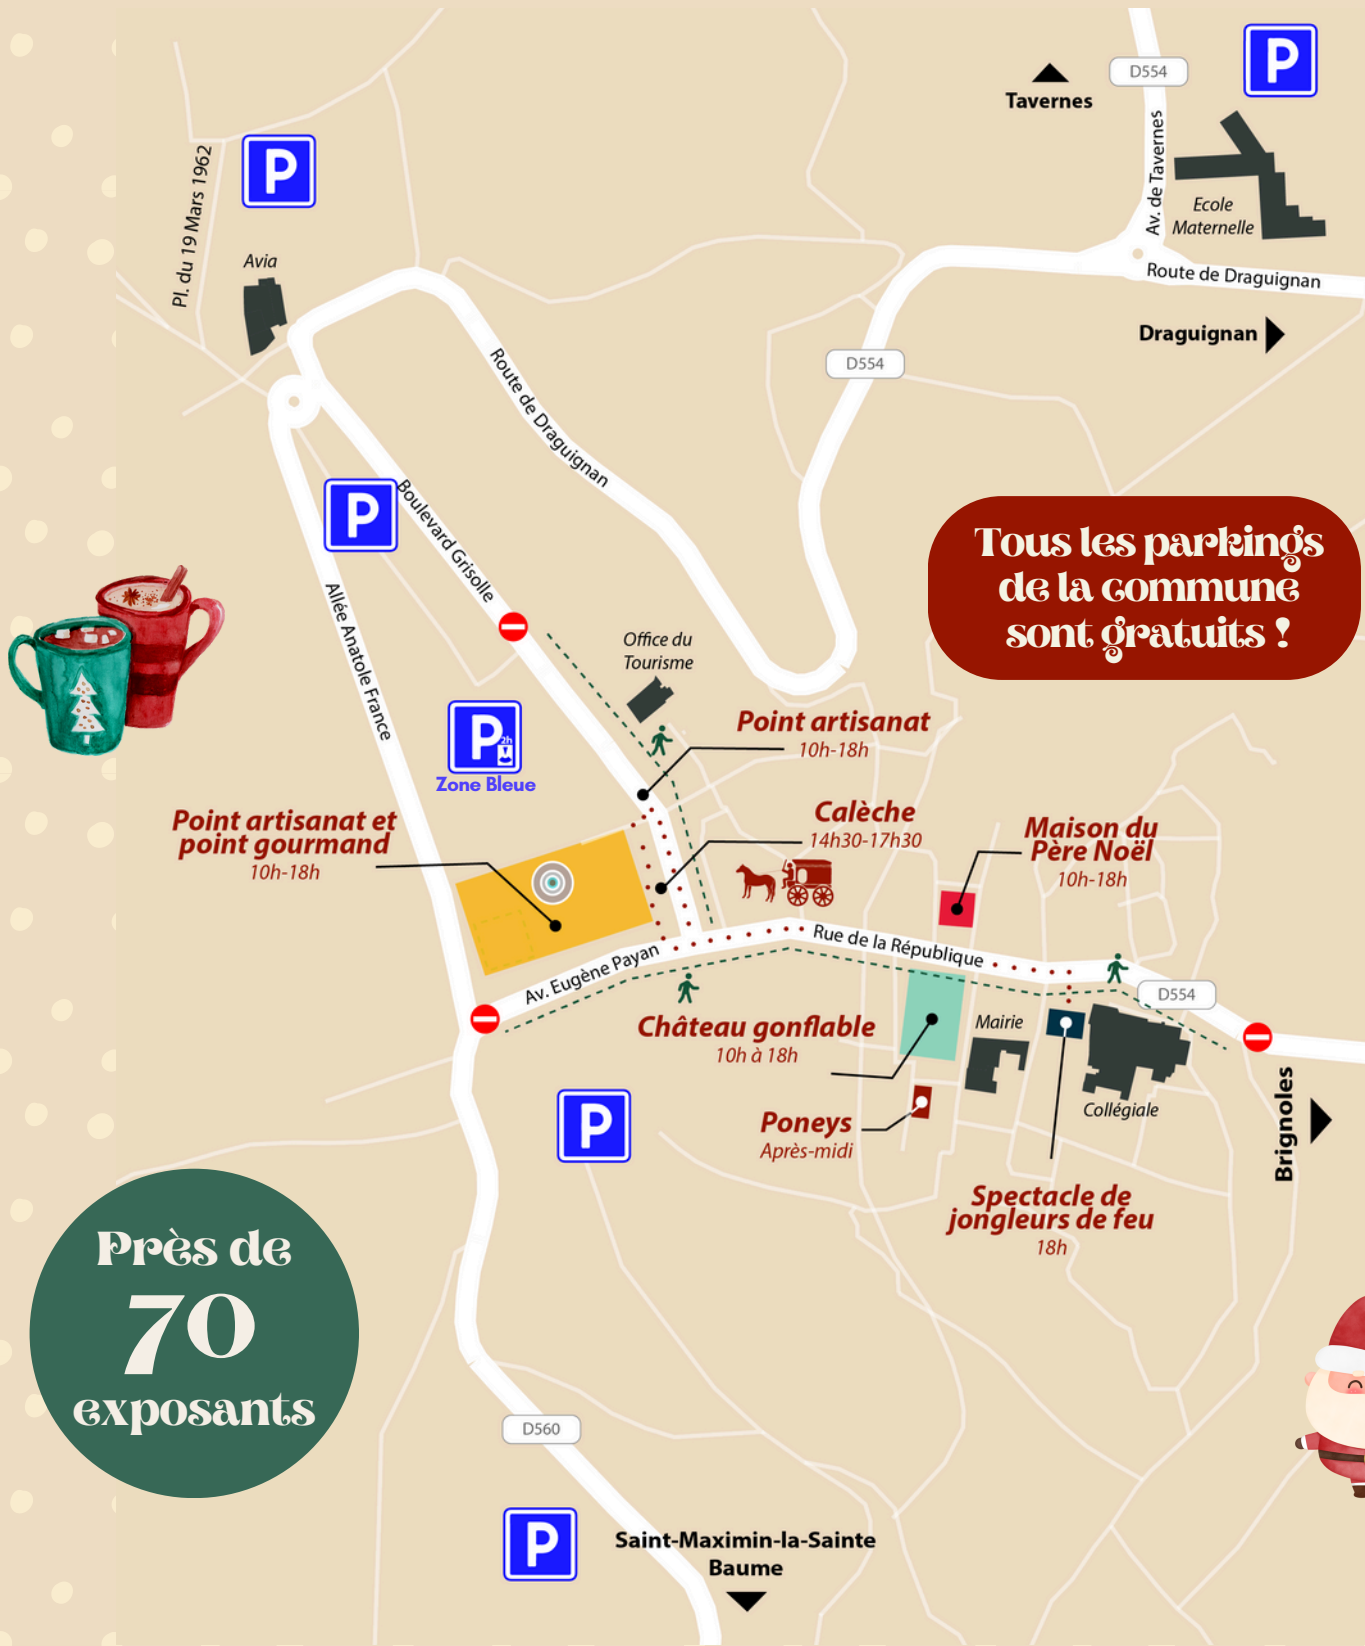 P
D554
Tavernes
Av. de Tavernes
P
Pl. du 19 Mars 1962
Ecole
Maternelle
Avia
Route de Draguignan
Draguignan
D554
Route de Draguignan
P
Boulevard Grisolle
Tous les parkings
de la commune
sont gratuits !
Allée Anatole France
Office du
Tourisme
P
2h
Zone Bleue
Point artisanat
10h-18h
Point artisanat et
point gourmand
10h-18h
Calèche
14h30-17h30
Maison du
Père Noël
10h-18h
Rue de la République
Av. Eugène Payan
D554
Château gonflable
10h à 18h
Mairie
Collégiale
Brignoles
P
Poneys
Après-midi
Spectacle de
jongleurs de feu
18h
Près de
70
exposants
D560
P
Saint-Maximin-la-Sainte
Baume